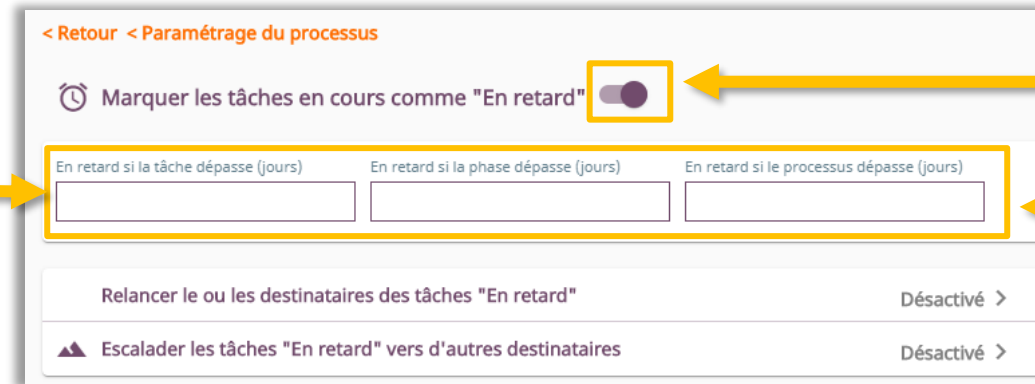 < Retour < Paramétrage du processus
Marquer les tâches en cours comme "En retard"
En retard si la tâche dépasse (jours) En retard si la phase dépasse (jours) En retard si le processus dépasse (jours)
Relancer le ou les destinataires des tâches "En retard" Désactivé >
Escalader les tâches "En retard" vers d'autres destinataires Désactivé >